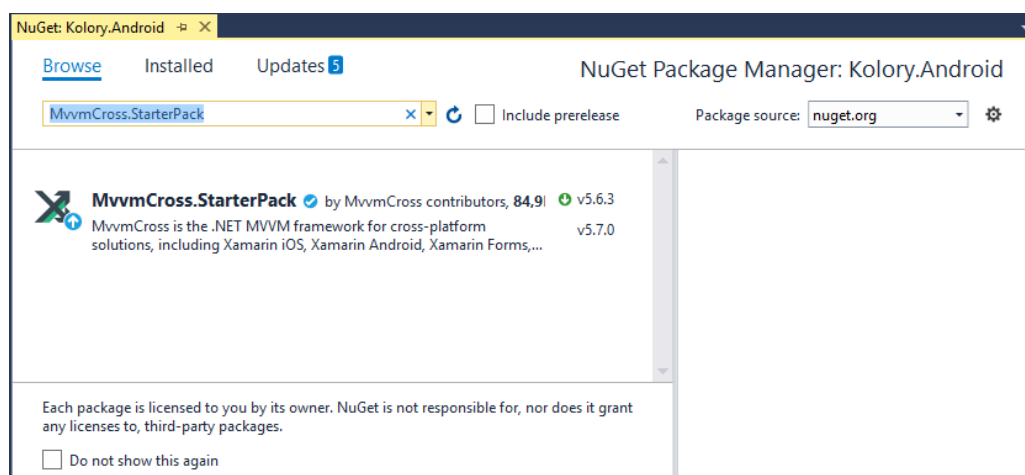 NuGet: Kolory.Android
Browse Installed Updates 5
NuGet Package Manager: Kolory.Android
MvvmCross.StarterPack
Include prerelease
Package source: nuget.org
MvvmCross.StarterPack by MvvmCross contributors, 84,9 v5.6.3
MvvmCross is the .NET MVVM framework for cross-platform v5.7.0
solutions, including Xamarin iOS, Xamarin Android, Xamarin Forms,...
Each package is licensed to you by its owner. NuGet is not responsible for, nor does it grant
any licenses to, third-party packages.
Do not show this again